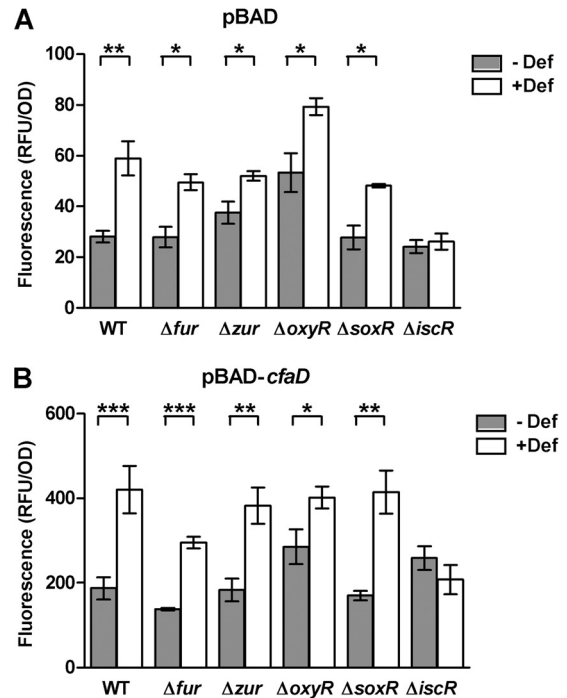 A
pBAD
** * * * *
- Def
+Def
Fluorescence (RFU/OD)
100
80
60
40
20
0
WT Δfur Δzur ΔoxyR ΔsoxR ΔiscR
B
pBAD-cfaD
*** *** ** * **
- Def
+Def
Fluorescence (RFU/OD)
600
400
200
0
WT Δfur Δzur ΔoxyR ΔsoxR ΔiscR